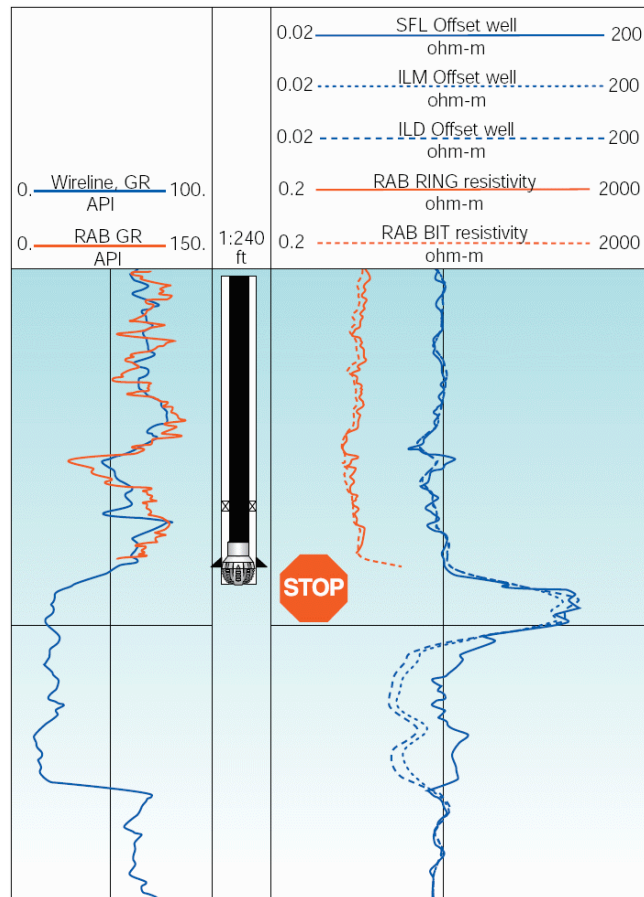 0.02 SFL Offset well 200
ohm-m
0.02 ILM Offset well 200
ohm-m
0.02 ILD Offset well 200
ohm-m
0. Wireline, GR 100.
API
0.2 RAB RING resistivity 2000
ohm-m
0. RAB GR 150.
API
1:240
ft
0.2 RAB BIT resistivity 2000
ohm-m
STOP